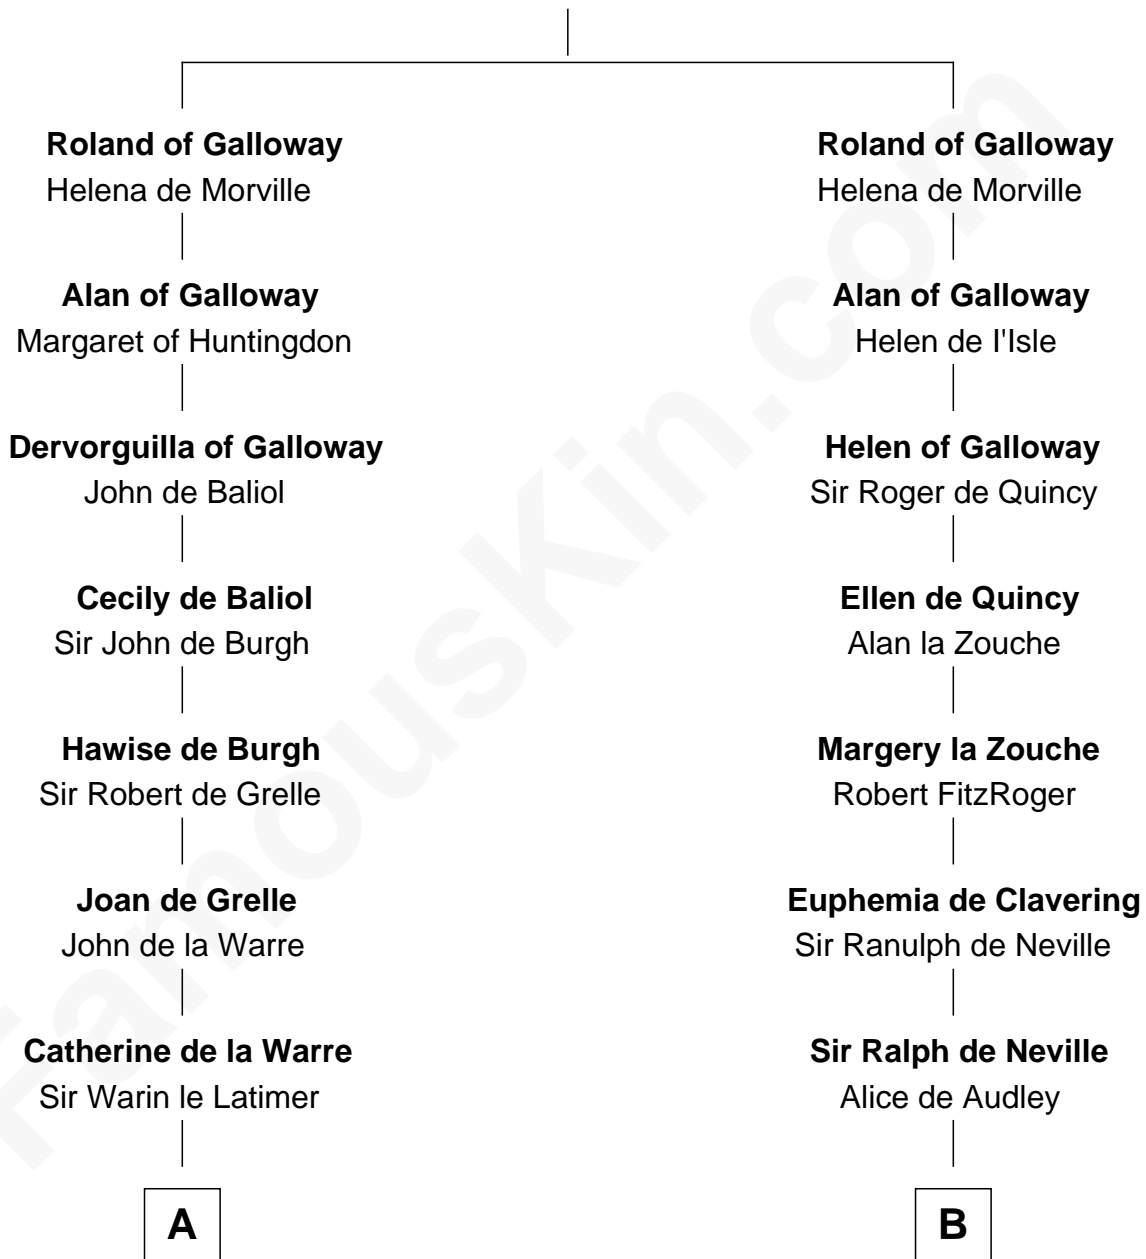 Roland of Galloway
Helena de Morville
Alan of Galloway
Margaret of Huntingdon
Dervorguilla of Galloway
John de Baliol
Cecily de Baliol
Sir John de Burgh
Hawise de Burgh
Sir Robert de Grelle
Joan de Grelle
John de la Warre
Catherine de la Warre
Sir Warin le Latimer
A
Roland of Galloway
Helena de Morville
Alan of Galloway
Helen de I'Isle
Helen of Galloway
Sir Roger de Quincy
Ellen de Quincy
Alan la Zouche
Margery la Zouche
Robert FitzRoger
Euphemia de Clavering
Sir Ranulph de Neville
Sir Ralph de Neville
Alice de Audley
B
FamousKin.com